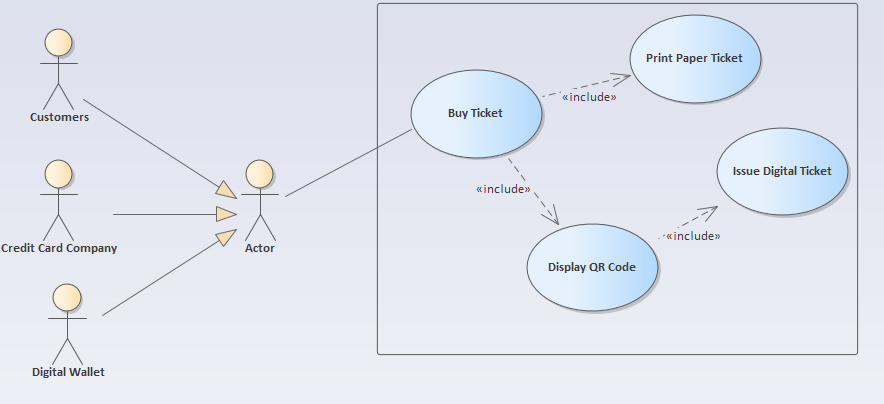 Customers
Credit Card Company
Digital Wallet
Actor
Buy Ticket
«include»
Print Paper Ticket
«include»
Display QR Code
«include»
Issue Digital Ticket